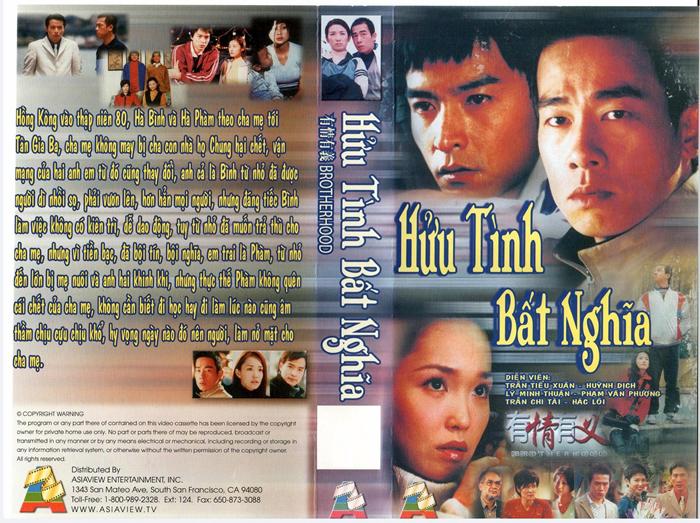 Hồng Kông vào thập niên 80, Hà Bình và Hà Phàm theo cha mẹ tới
Tân Gia Ba, cha mẹ không may bị cha con nhà họ Chung hại chết, vận
mạng của hai anh em từ đó cũng thay đổi, anh cả là Bình từ nhỏ đã được
người dì nhồi sọ, phải vươn lên, hơn hẳn mọi người, nhưng đáng tiếc Bình
làm việc không có kiên trì, dễ dao động, tuy từ nhỏ đã muốn trả thù cho
cha mẹ, nhưng vì tiền bạc, đã bội tín, bội nghĩa, em trai là Phàm, từ nhỏ
đến lớn bị mẹ nuôi và anh hai khinh khi, nhưng thực thế Phàm không quên
cái chết của cha mẹ, không cần biết đi học hay đi làm lúc nào cũng âm
thầm chịu cựu chịu khổ, hy vọng ngày nào đó nên người, làm nở mặt cho
cha mẹ.
© COPYRIGHT WARNING
The program or any part there of contained on this video cassette has been licensed by the copyright
owner for private home use only. No part or parts there of may be reproduced, broadcast or
transmitted in any manner or by any means electrical or mechanical, including recording or storage in
any information retrieval system, or otherwise without the written permission of the copyright owner.
All rights reserved.
Distributed By
ASIAVIEW ENTERTAINMENT, INC.
1343 San Mateo Ave, South San Francisco, CA 94080
Toll-Free: 1-800-989-2328. Ext: 124. Fax: 650-873-3088
WWW.ASIAVIEW.TV
Hửu Tình Bất Nghĩa
有情有義 BROTHERHOOD
Hửu Tình
Bất Nghĩa
DIỄN VIÊN:
TRẦN TIỂU XUÂN - HUỲNH DỊCH
LÝ MINH THUẬN - PHẠM VĂN PHƯƠNG
TRẦN CHI TÀI - HÁC LỖI
有情有义
BROTHERHOOD